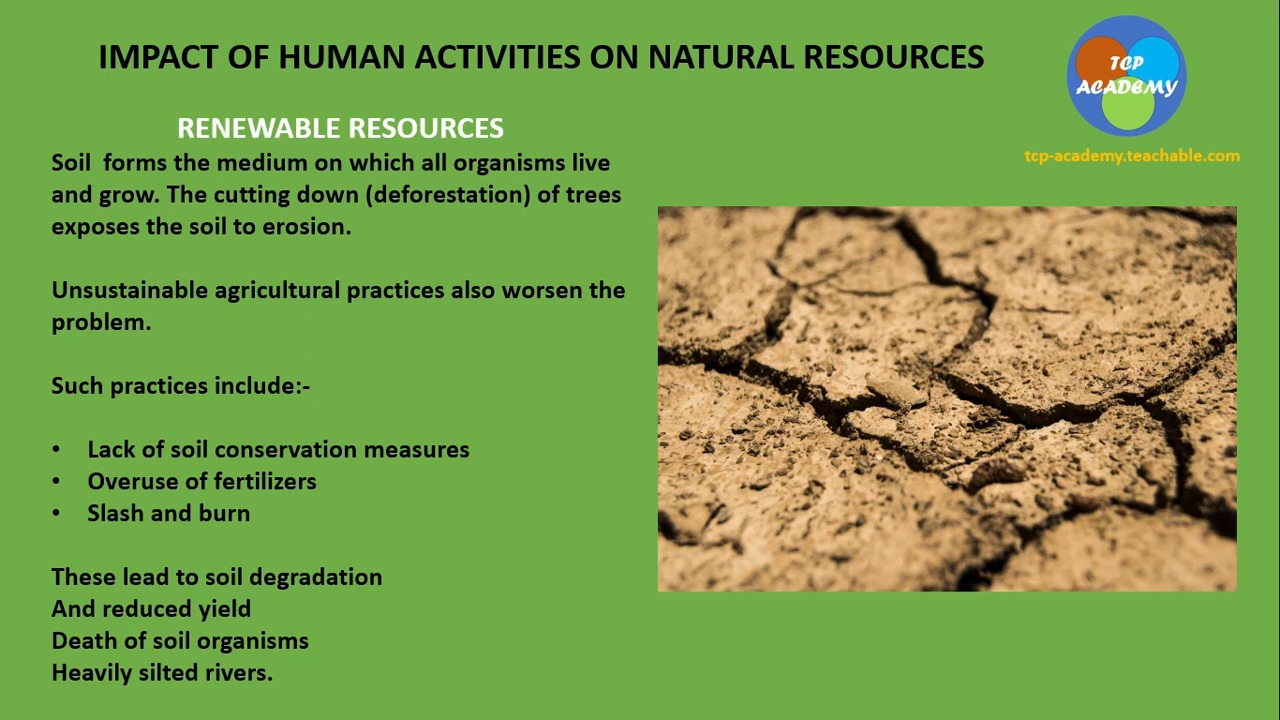 IMPACT OF HUMAN ACTIVITIES ON NATURAL RESOURCES
TCP
ACADEMY
tcp-academy.teachable.com
RENEWABLE RESOURCES
Soil  forms the medium on which all organisms live
and grow. The cutting down (deforestation) of trees
exposes the soil to erosion.
Unsustainable agricultural practices also worsen the
problem.
Such practices include:-
• Lack of soil conservation measures
• Overuse of fertilizers
• Slash and burn
These lead to soil degradation
And reduced yield
Death of soil organisms
Heavily silted rivers.